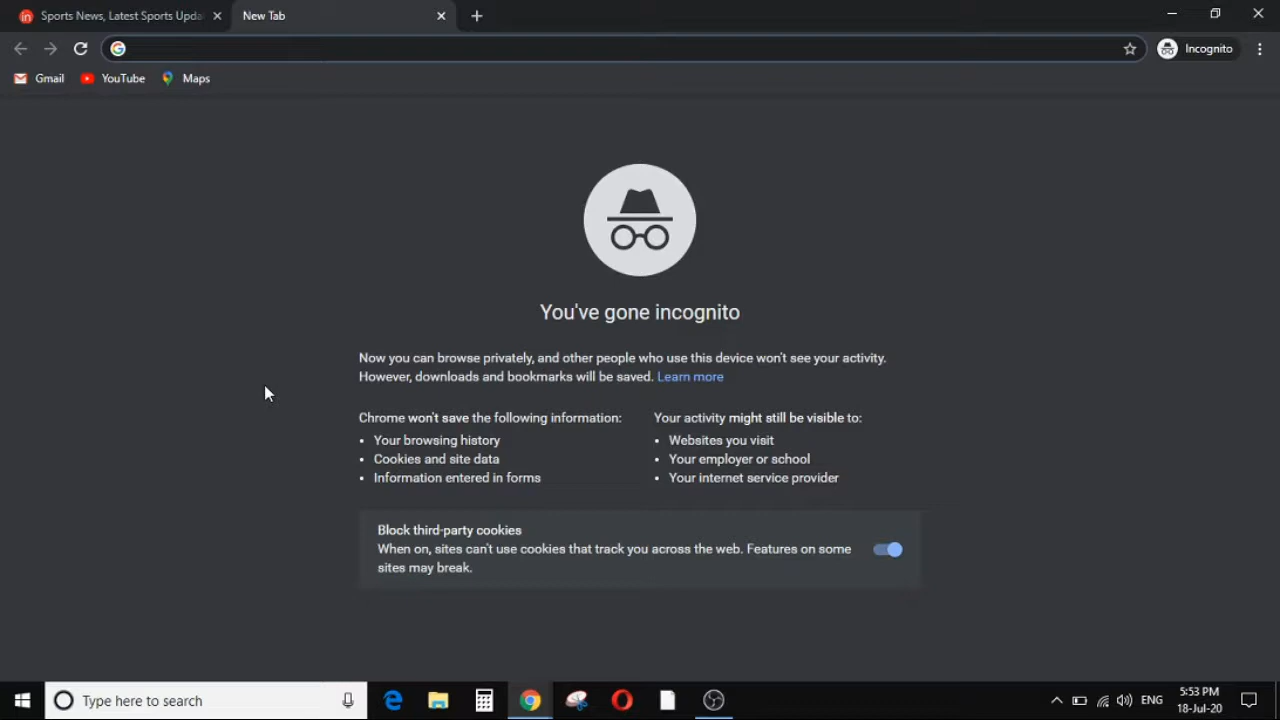 Sports News, Latest Sports Upda
New Tab
Incognito
Gmail
YouTube
Maps
You've gone incognito
Now you can browse privately, and other people who use this device won't see your activity.
However, downloads and bookmarks will be saved. Learn more
Chrome won't save the following information:
• Your browsing history
• Cookies and site data
• Information entered in forms
Your activity might still be visible to:
• Websites you visit
• Your employer or school
• Your internet service provider
Block third-party cookies
When on, sites can't use cookies that track you across the web. Features on some
sites may break.
Type here to search
ENG
5:53 PM
18-Jul-20